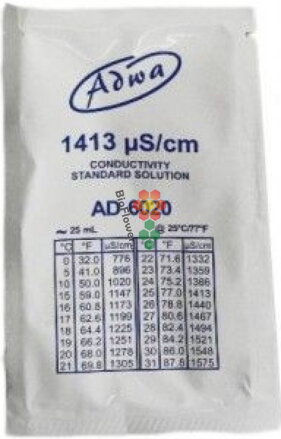 Adwa
1413 µS/cm
CONDUCTIVITY
STANDARD SOLUTION
BioFlower
AD 6020
~ 25 mL @ 25°C/77°F
°C °F µS/cm °C °F µS/cm
0 32.0 776 22 71.6 1332
5 41.0 896 23 73.4 1359
10 50.0 1020 24 75.2 1386
15 59.0 1147 25 77.0 1413
16 60.8 1173 26 78.8 1440
17 62.6 1199 28 80.6 1467
18 64.4 1225 28 82.4 1494
19 66.2 1251 29 84.2 1521
20 68.0 1278 30 86.0 1548
21 69.8 1305 31 87.8 1575